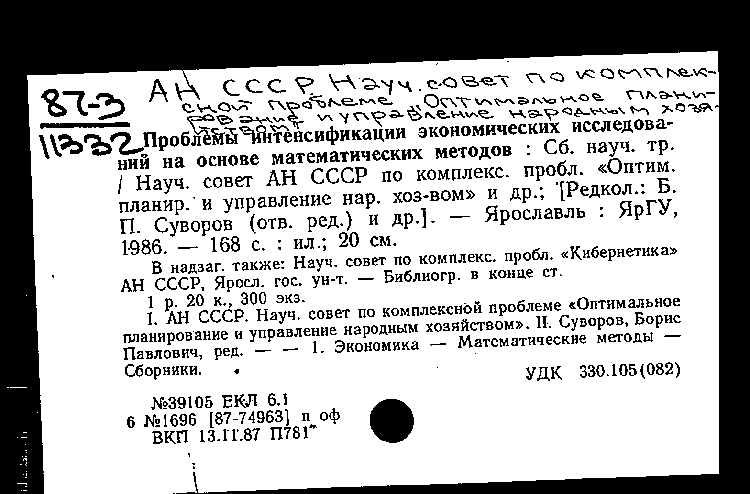 87-3
11332
АН СССР. Науч. совет по комплек-
сной проблеме „Оптимальное плани-
рование и управление народным хозя-
йством"
Проблемы интенсификации экономических исследова-
ний на основе математических методов : Сб. науч. тр.
/ Науч. совет АН СССР по комплекс. пробл. «Оптим.
планир. и управление нар. хоз-вом» и др.; [Редкол.: Б.
П. Суворов (отв. ред.) и др.]. — Ярославль : ЯрГУ,
1986. — 168 с. : ил.; 20 см.
В надзаг. также: Науч. совет по комплекс. пробл. «Кибернетика»
АН СССР, Яросл. гос. ун-т. — Библиогр. в конце ст.
1 р. 20 к., 300 экз.
I. АН СССР. Науч. совет по комплексной проблеме «Оптимальное
планирование и управление народным хозяйством». II. Суворов, Борис
Павлович, ред. — — 1. Экономика — Математические методы —
Сборники.
УДК 330.105(082)
№39105 ЕКЛ 6.1
6 №1696 [87-74963] п оф
ВКП 13.11.87 П781